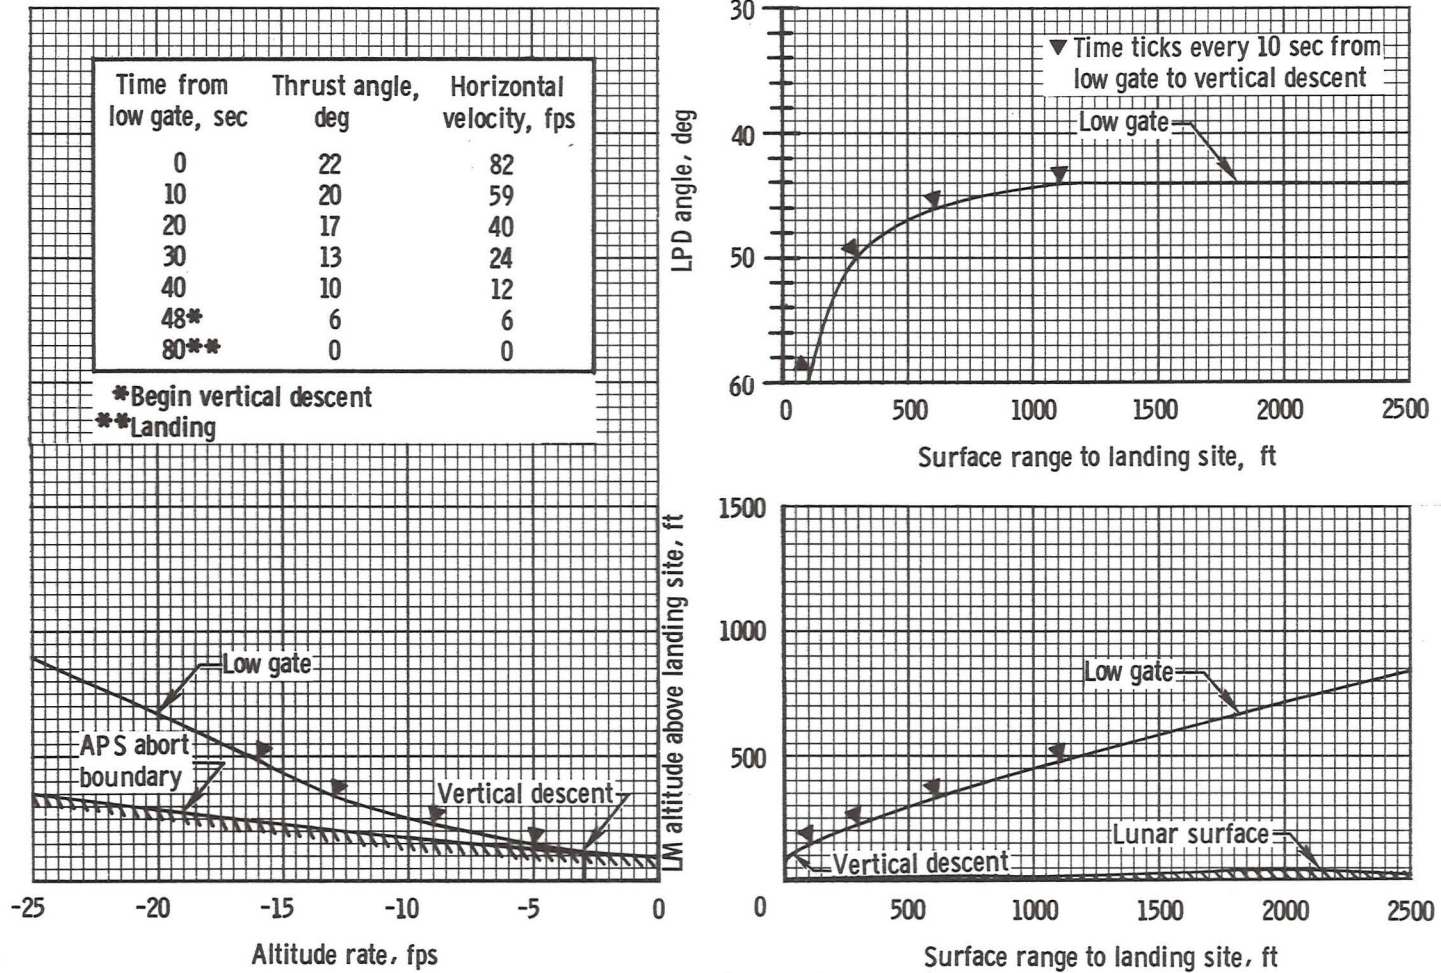 Time from Thrust angle, Horizontal
low gate, sec deg velocity, fps
0 22 82
10 20 59
20 17 40
30 13 24
40 10 12
48* 6 6
80** 0 0
*Begin vertical descent
**Landing
Low gate
APS abort
boundary
Vertical descent
-25 -20 -15 -10 -5 0
Altitude rate, fps
LPD angle, deg
30
40
50
60
▼ Time ticks every 10 sec from
low gate to vertical descent
Low gate
0 500 1000 1500 2000 2500
Surface range to landing site, ft
LM altitude above landing site, ft
1500
1000
500
Low gate
Lunar surface
Vertical descent
0 500 1000 1500 2000 2500
Surface range to landing site, ft